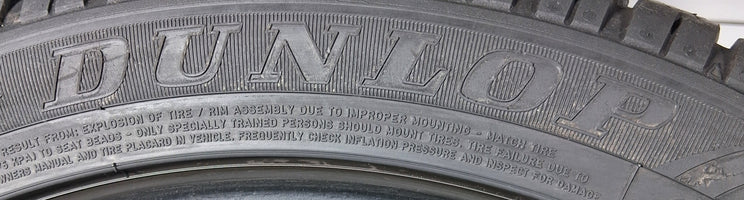 DUNLOP
RESULT FROM: EXPLOSION OF TIRE / RIM ASSEMBLY DUE TO IMPROPER MOUNTING - MATCH TIRE
KPA) TO SEAT BEADS - ONLY SPECIALLY TRAINED PERSONS SHOULD MOUNT TIRES. TIRE FAILURE DUE TO
OWNERS MANUAL AND TIRE PLACARD IN VEHICLE. FREQUENTLY CHECK INFLATION PRESSURE AND INSPECT FOR DAMAGE